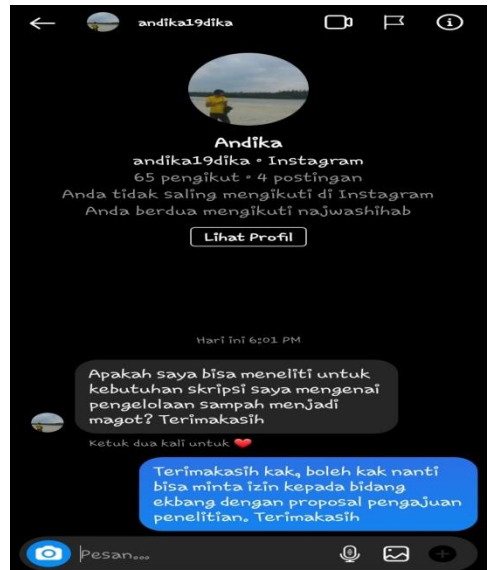 andika19dika
Andika
andika19dika • Instagram
65 pengikut • 4 postingan
Anda tidak saling mengikuti di Instagram
Anda berdua mengikuti najwashihab
Lihat Profil
Hari ini 6:01 PM
Apakah saya bisa meneliti untuk
kebutuhan skripsi saya mengenai
pengelolaan sampah menjadi
magot? Terimakasih
Ketuk dua kali untuk ❤️
Terimakasih kak, boleh kak nanti
bisa minta izin kepada bidang
ekbang dengan proposal pengajuan
penelitian. Terimakasih
Pesan...